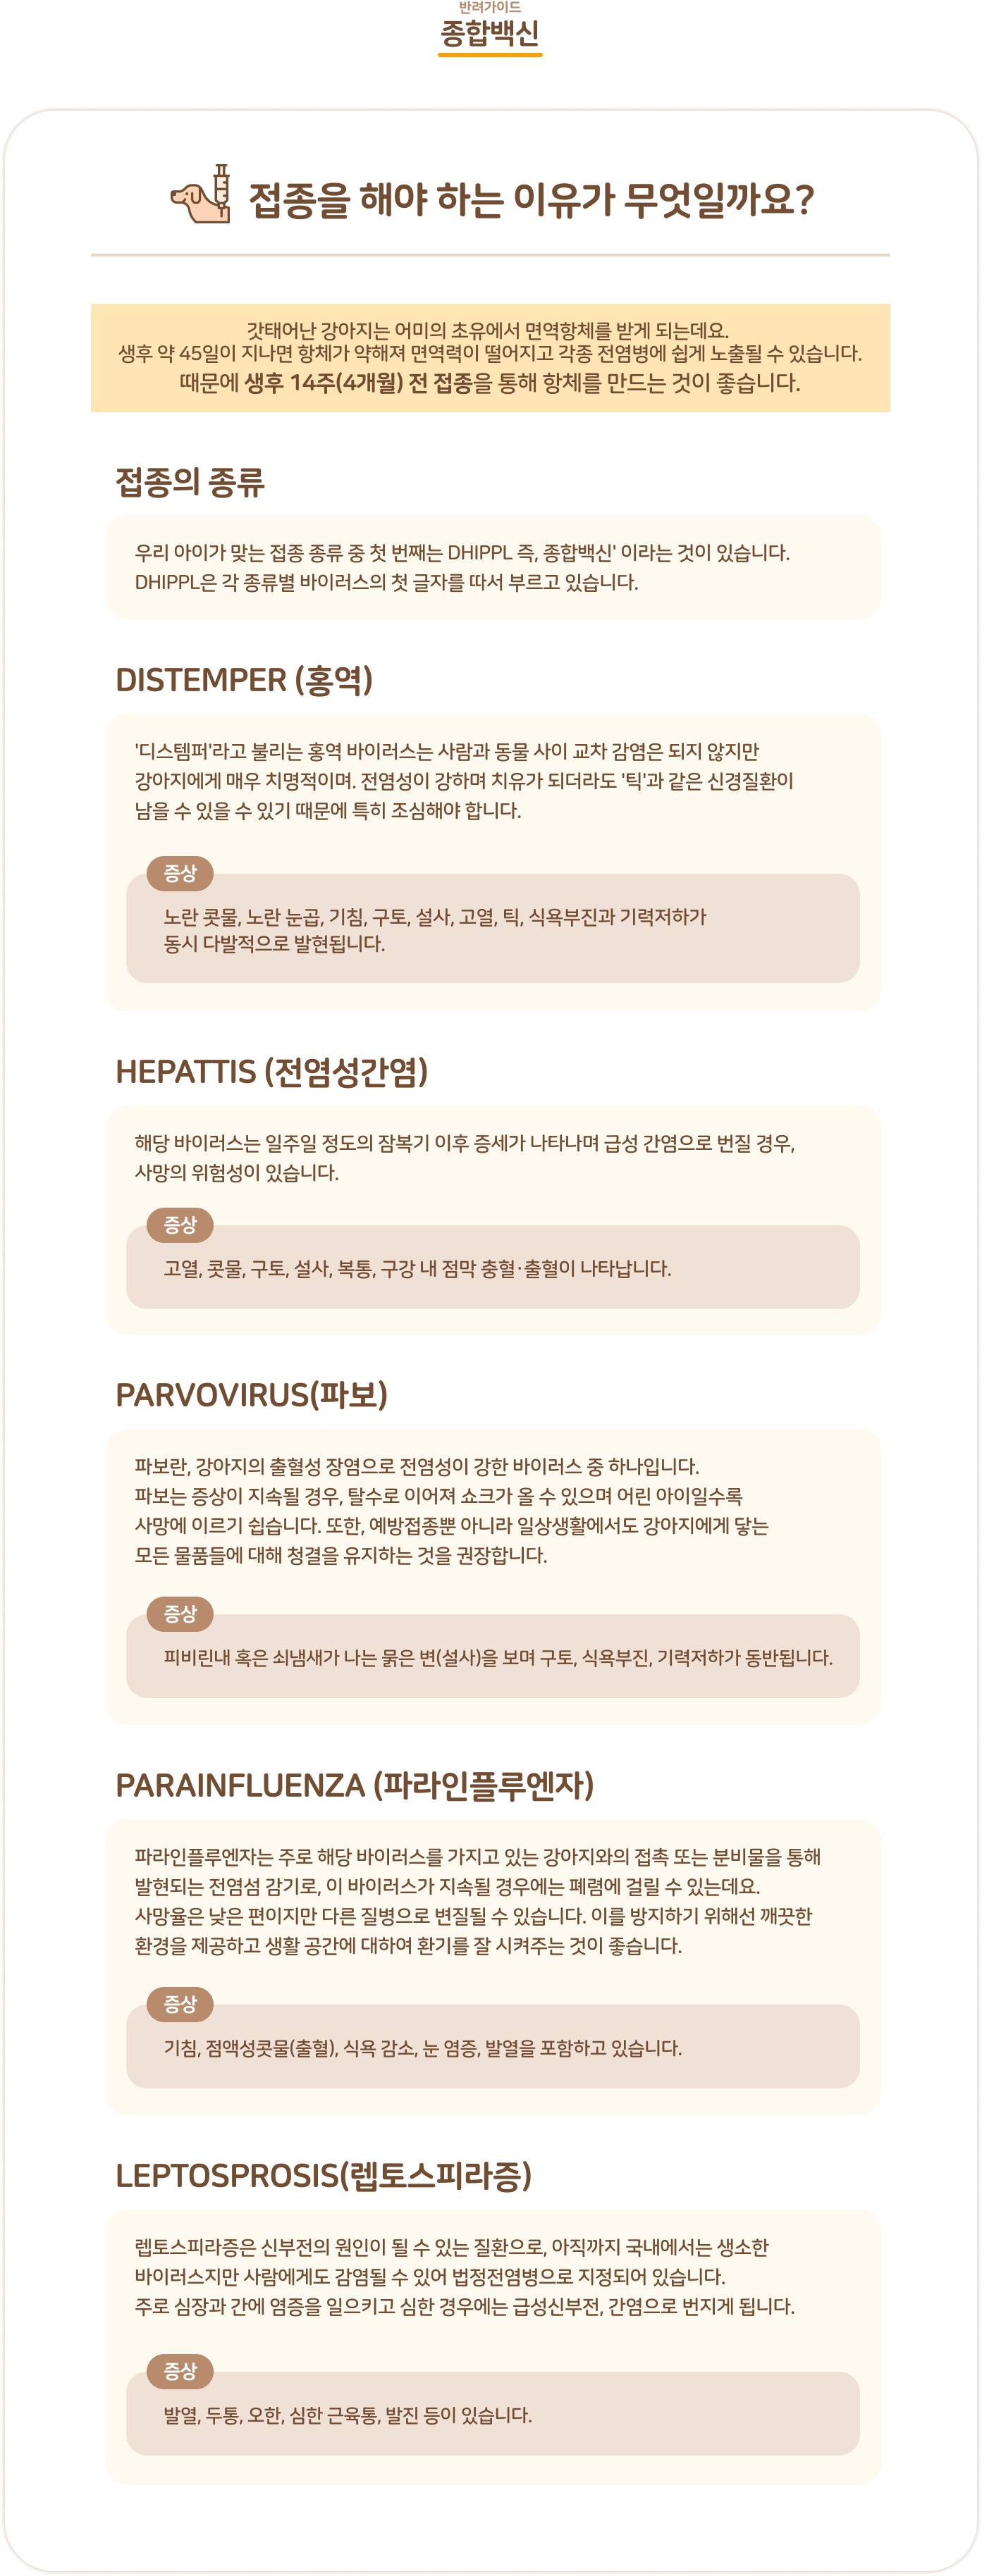 반려가이드
종합백신
접종을 해야 하는 이유가 무엇일까요?
갓태어난 강아지는 어미의 초유에서 면역항체를 받게 되는데요.
생후 약 45일이 지나면 항체가 약해져 면역력이 떨어지고 각종 전염병에 쉽게 노출될 수 있습니다.
때문에 생후 14주(4개월) 전 접종을 통해 항체를 만드는 것이 좋습니다.
접종의 종류
우리 아이가 맞는 접종 종류 중 첫 번째는 DHIPPL 즉, 종합백신' 이라는 것이 있습니다.
DHIPPL은 각 종류별 바이러스의 첫 글자를 따서 부르고 있습니다.
DISTEMPER (홍역)
'디스템퍼'라고 불리는 홍역 바이러스는 사람과 동물 사이 교차 감염은 되지 않지만
강아지에게 매우 치명적이며. 전염성이 강하며 치유가 되더라도 '틱'과 같은 신경질환이
남을 수 있을 수 있기 때문에 특히 조심해야 합니다.
증상
노란 콧물, 노란 눈곱, 기침, 구토, 설사, 고열, 틱, 식욕부진과 기력저하가
동시 다발적으로 발현됩니다.
HEPATTIS (전염성간염)
해당 바이러스는 일주일 정도의 잠복기 이후 증세가 나타나며 급성 간염으로 번질 경우,
사망의 위험성이 있습니다.
증상
고열, 콧물, 구토, 설사, 복통, 구강 내 점막 충혈·출혈이 나타납니다.
PARVOVIRUS(파보)
파보란, 강아지의 출혈성 장염으로 전염성이 강한 바이러스 중 하나입니다.
파보는 증상이 지속될 경우, 탈수로 이어져 쇼크가 올 수 있으며 어린 아이일수록
사망에 이르기 쉽습니다. 또한, 예방접종뿐 아니라 일상생활에서도 강아지에게 닿는
모든 물품들에 대해 청결을 유지하는 것을 권장합니다.
증상
피비린내 혹은 쇠냄새가 나는 묽은 변(설사)을 보며 구토, 식욕부진, 기력저하가 동반됩니다.
PARAINFLUENZA (파라인플루엔자)
파라인플루엔자는 주로 해당 바이러스를 가지고 있는 강아지와의 접촉 또는 분비물을 통해
발현되는 전염섬 감기로, 이 바이러스가 지속될 경우에는 폐렴에 걸릴 수 있는데요.
사망율은 낮은 편이지만 다른 질병으로 변질될 수 있습니다. 이를 방지하기 위해선 깨끗한
환경을 제공하고 생활 공간에 대하여 환기를 잘 시켜주는 것이 좋습니다.
증상
기침, 점액성콧물(출혈), 식욕 감소, 눈 염증, 발열을 포함하고 있습니다.
LEPTOSPROSIS(렙토스피라증)
렙토스피라증은 신부전의 원인이 될 수 있는 질환으로, 아직까지 국내에서는 생소한
바이러스지만 사람에게도 감염될 수 있어 법정전염병으로 지정되어 있습니다.
주로 심장과 간에 염증을 일으키고 심한 경우에는 급성신부전, 간염으로 번지게 됩니다.
증상
발열, 두통, 오한, 심한 근육통, 발진 등이 있습니다.